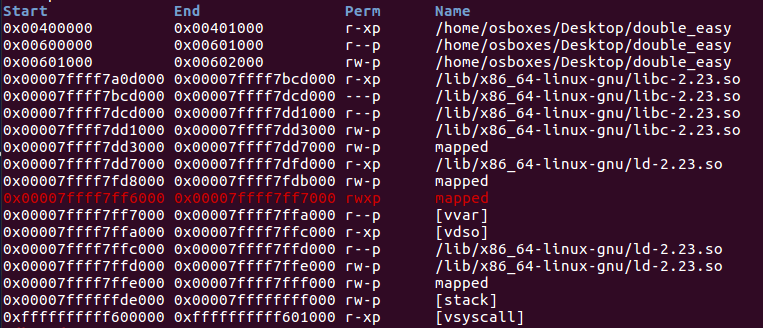 Start End Perm Name
0x00400000 0x00401000 r-xp /home/osboxes/Desktop/double_easy
0x00600000 0x00601000 r--p /home/osboxes/Desktop/double_easy
0x00601000 0x00602000 rw-p /home/osboxes/Desktop/double_easy
0x00007ffff7a0d000 0x00007ffff7bcd000 r-xp /lib/x86_64-linux-gnu/libc-2.23.so
0x00007ffff7bcd000 0x00007ffff7dcd000 ---p /lib/x86_64-linux-gnu/libc-2.23.so
0x00007ffff7dcd000 0x00007ffff7dd1000 r--p /lib/x86_64-linux-gnu/libc-2.23.so
0x00007ffff7dd1000 0x00007ffff7dd3000 rw-p /lib/x86_64-linux-gnu/libc-2.23.so
0x00007ffff7dd3000 0x00007ffff7dd7000 rw-p mapped
0x00007ffff7dd7000 0x00007ffff7dfd000 r-xp /lib/x86_64-linux-gnu/ld-2.23.so
0x00007ffff7fd8000 0x00007ffff7fdb000 rw-p mapped
0x00007ffff7ff6000 0x00007ffff7ff7000 rwxp mapped
0x00007ffff7ff7000 0x00007ffff7ffa000 r--p [vvar]
0x00007ffff7ffa000 0x00007ffff7ffc000 r-xp [vdso]
0x00007ffff7ffc000 0x00007ffff7ffd000 r--p /lib/x86_64-linux-gnu/ld-2.23.so
0x00007ffff7ffd000 0x00007ffff7ffe000 rw-p /lib/x86_64-linux-gnu/ld-2.23.so
0x00007ffff7ffe000 0x00007ffff7fff000 rw-p mapped
0x00007ffffffde000 0x00007ffffffff000 rw-p [stack]
0xffffffffff600000 0xffffffffff601000 r-xp [vsyscall]